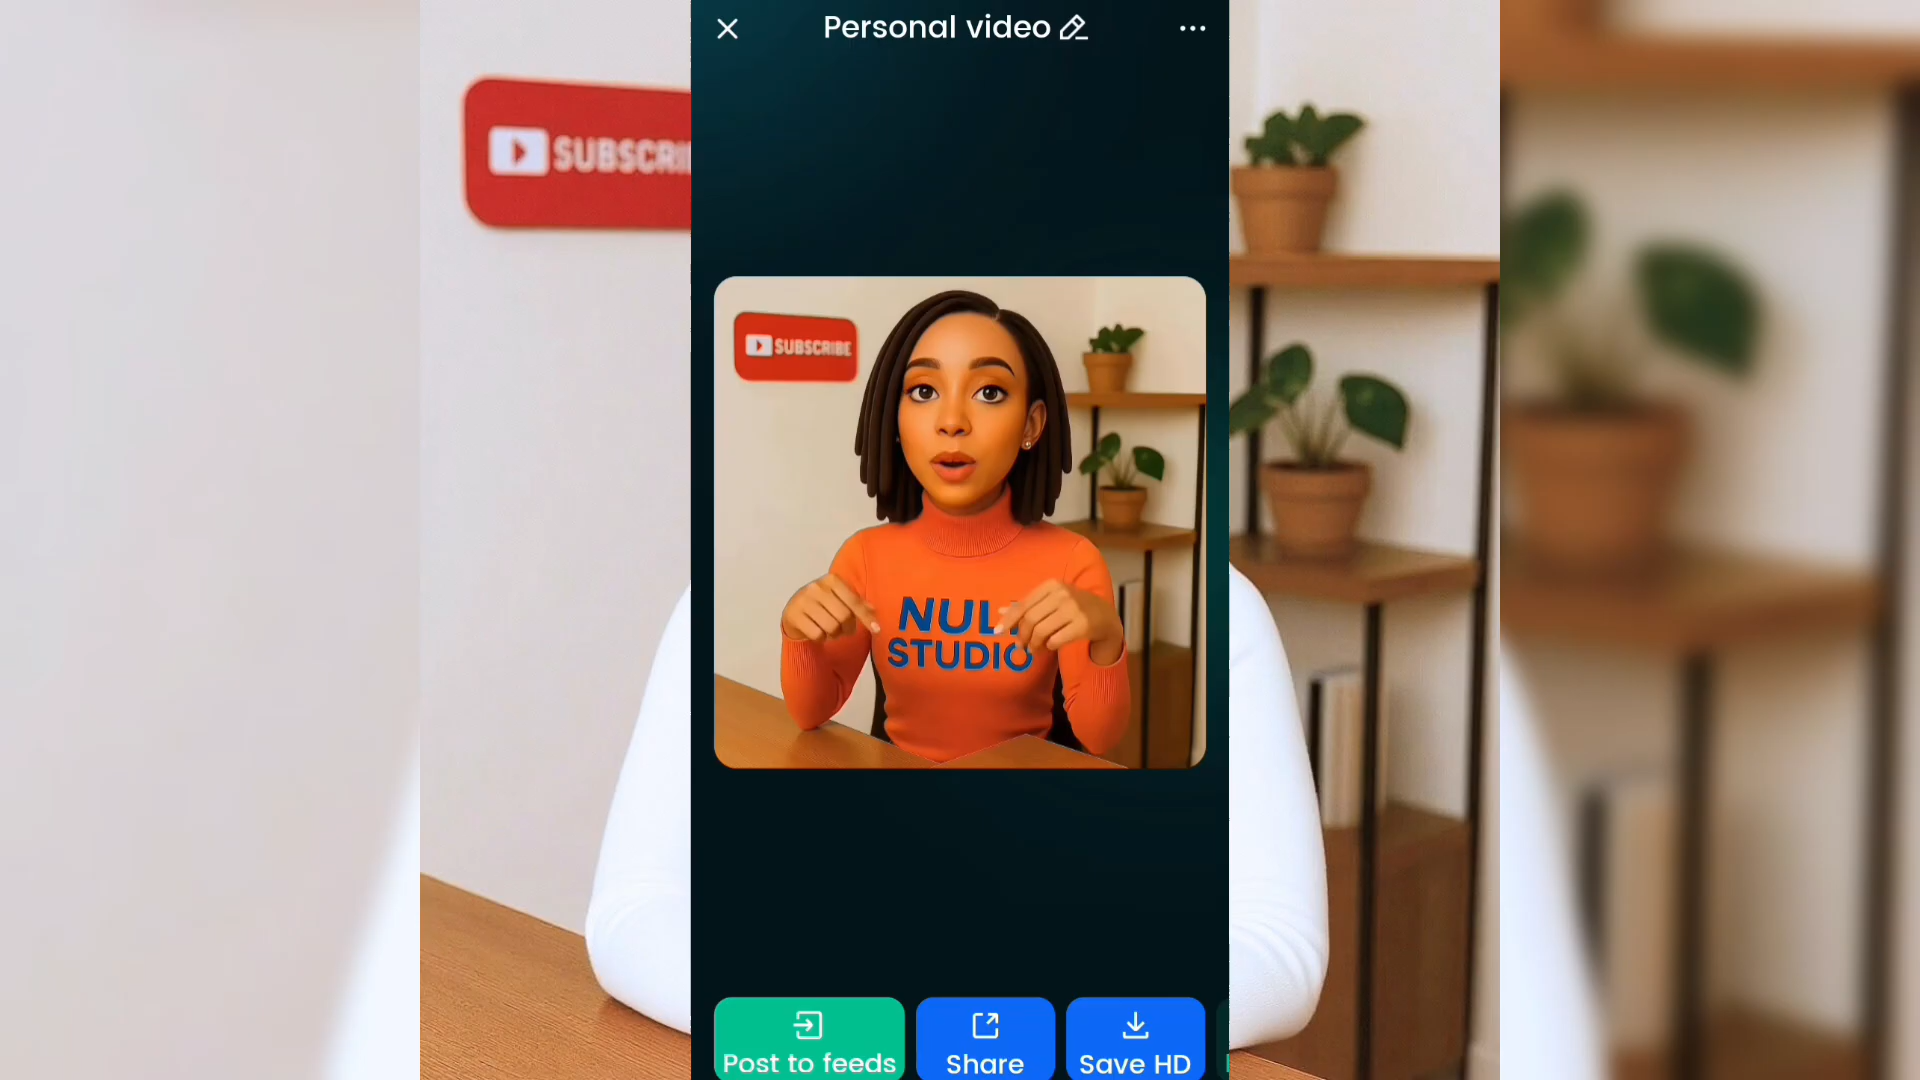 Personal video
SUBSCRI
SUBSCRIBE
STUDIO
Post to feeds
Share
Save HD